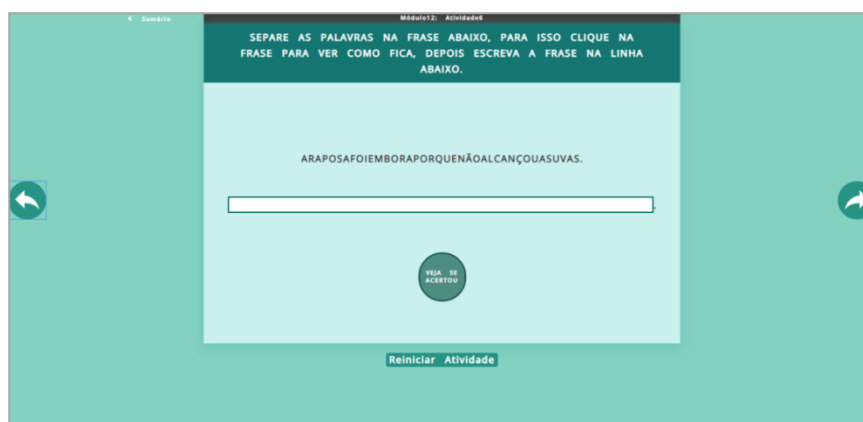 < Sumário
Módulo12: Atividade6
SEPARE AS PALAVRAS NA FRASE ABAIXO, PARA ISSO CLIQUE NA
FRASE PARA VER COMO FICA, DEPOIS ESCREVA A FRASE NA LINHA
ABAIXO.
ARAPOSAFOIEMBORAPORQUENÃOALCANÇOUASUVAS.
.
VEJA SE
ACERTOU
Reiniciar Atividade